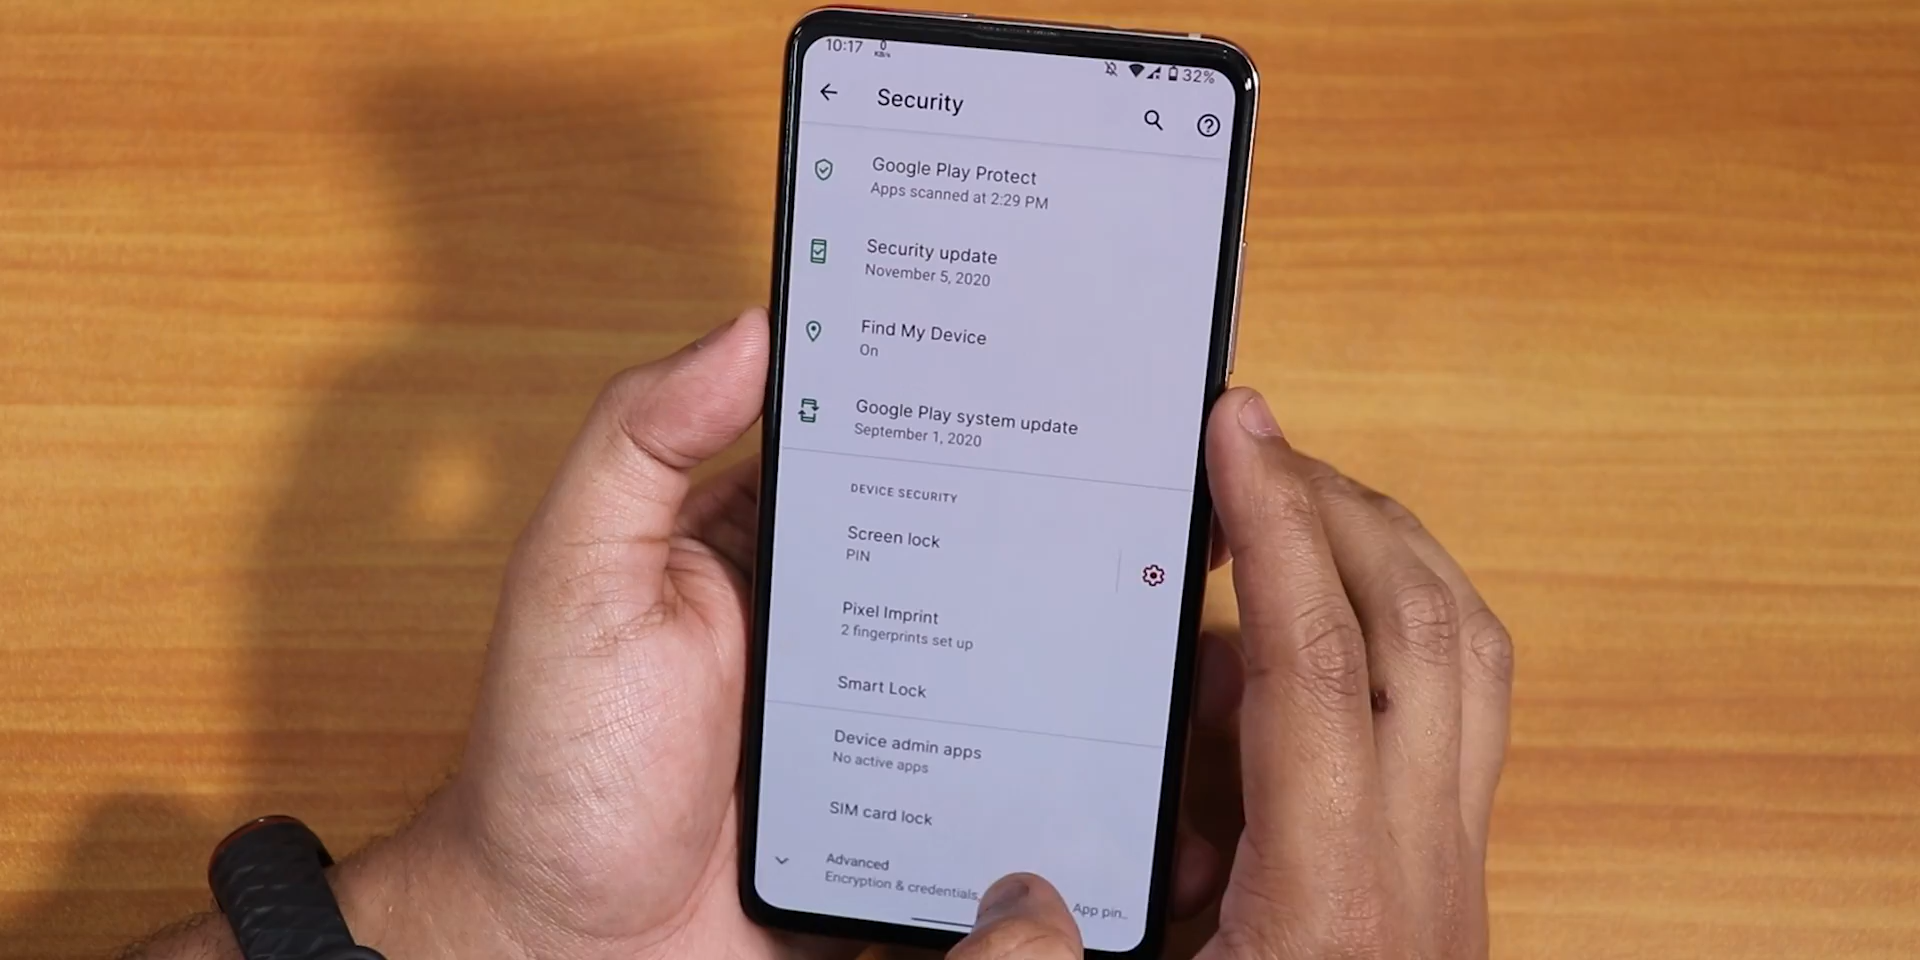 10:17
0
KB/s
32%
Security
Google Play Protect
Apps scanned at 2:29 PM
Security update
November 5, 2020
Find My Device
On
Google Play system update
September 1, 2020
DEVICE SECURITY
Screen lock
PIN
Pixel Imprint
2 fingerprints set up
Smart Lock
Device admin apps
No active apps
SIM card lock
Advanced
Encryption & credentials, App pin..